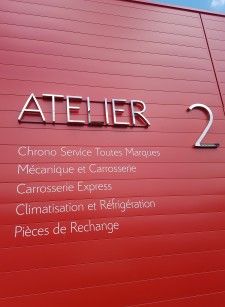 ATELIER 2
Chrono Service Toutes Marques
Mécanique et Carrosserie
Carrosserie Express
Climatisation et Réfrigération
Pièces de Rechange